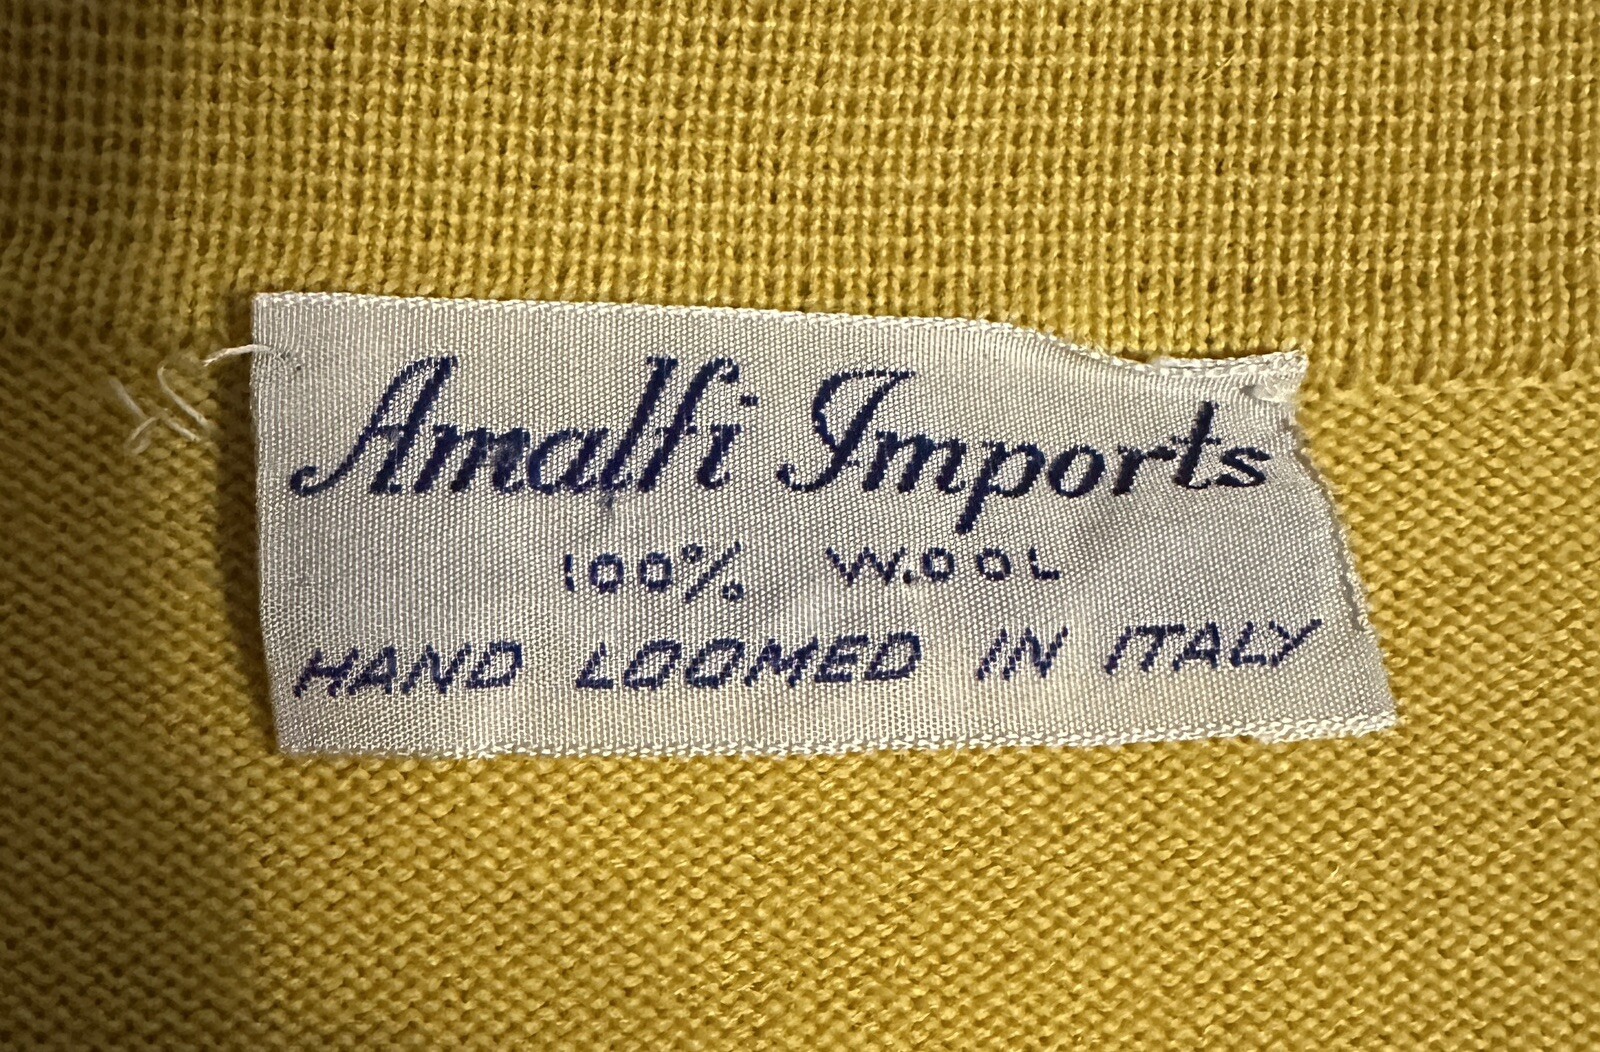 Amalfi Imports
100% WOOL
HAND LOOMED IN ITALY